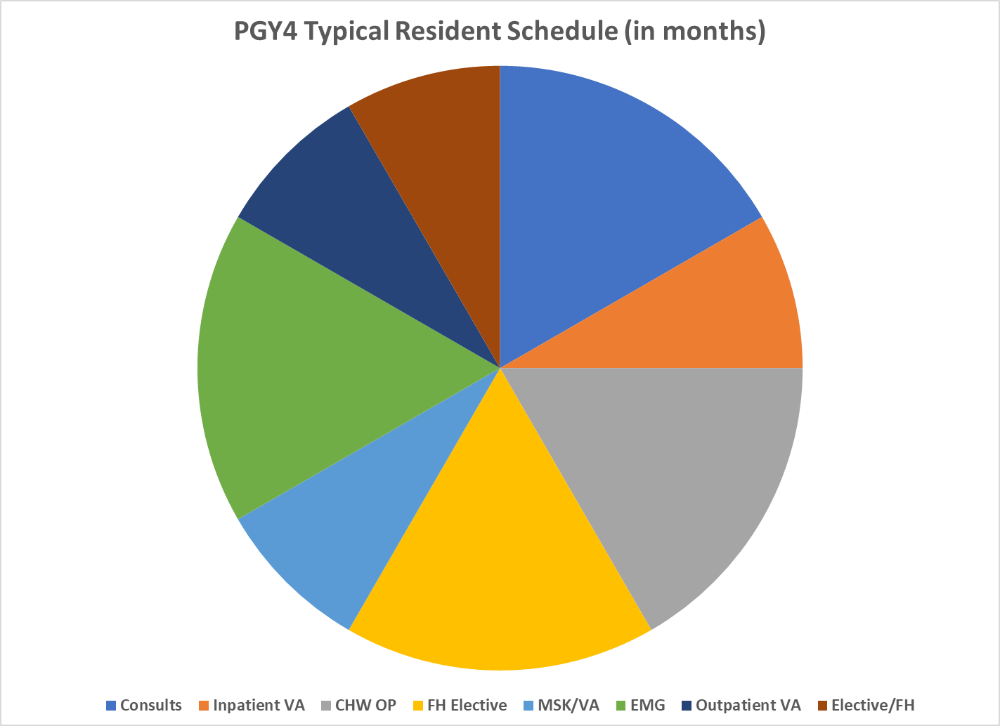 PGY4 Typical Resident Schedule (in months)
Consults Inpatient VA CHW OP FH Elective MSK/VA EMG Outpatient VA Elective/FH